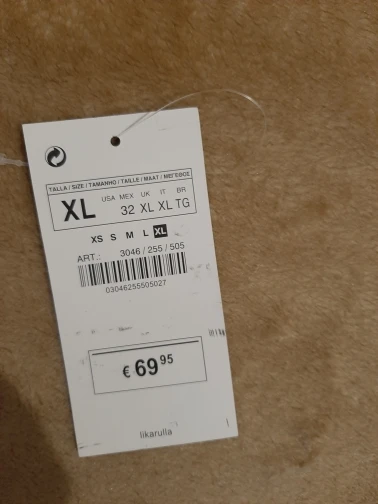 TALLA / SIZE / TAMANHO / TAILLE / MAAT / ΜΕΓΕΘΟΣ
USA MEX UK IT BR
XL 32 XL XL TG
XS S M L XL
ART.: 3046 / 255 / 505
03046255505027
€ 69 95
likarulla